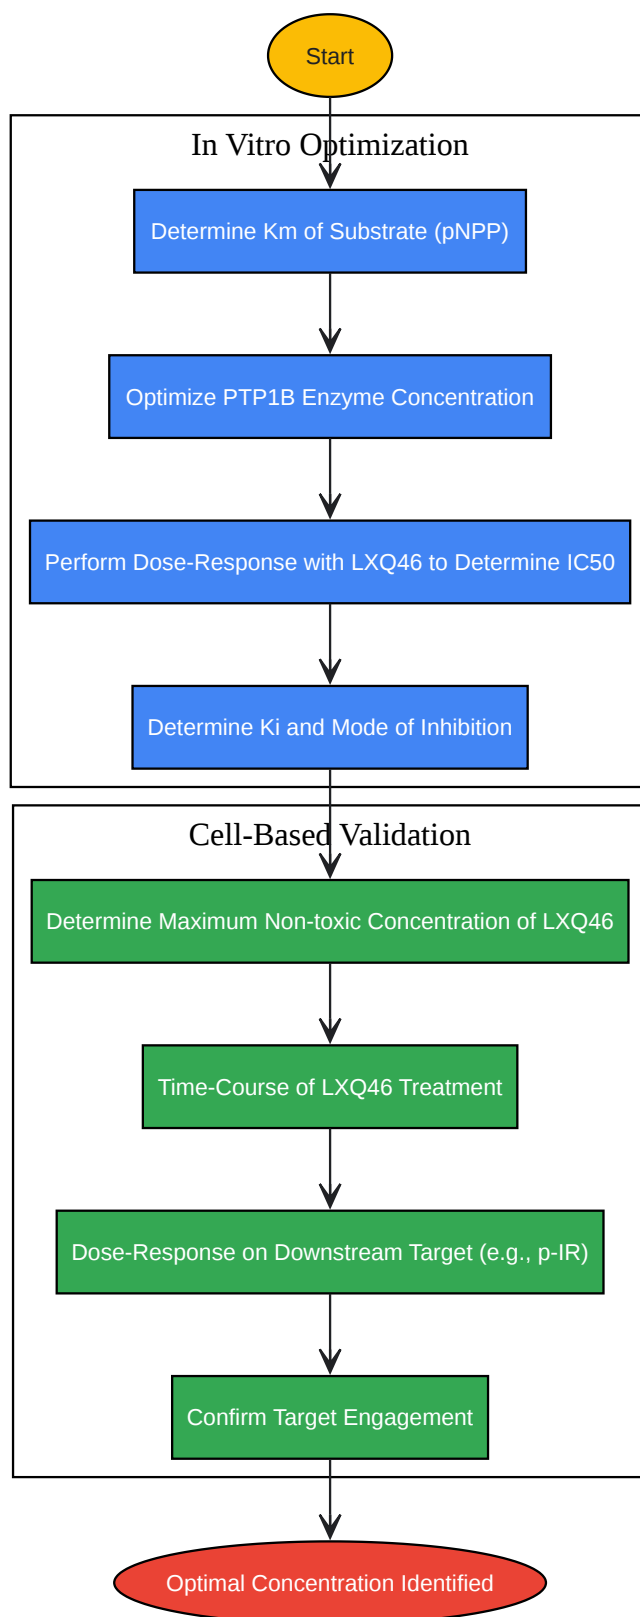 Start
In Vitro Optimization
Determine Km of Substrate (pNPP)
Optimize PTP1B Enzyme Concentration
Perform Dose-Response with LXQ46 to Determine IC50
Determine Ki and Mode of Inhibition
Cell-Based Validation
Determine Maximum Non-toxic Concentration of LXQ46
Time-Course of LXQ46 Treatment
Dose-Response on Downstream Target (e.g., p-IR)
Confirm Target Engagement
Optimal Concentration Identified